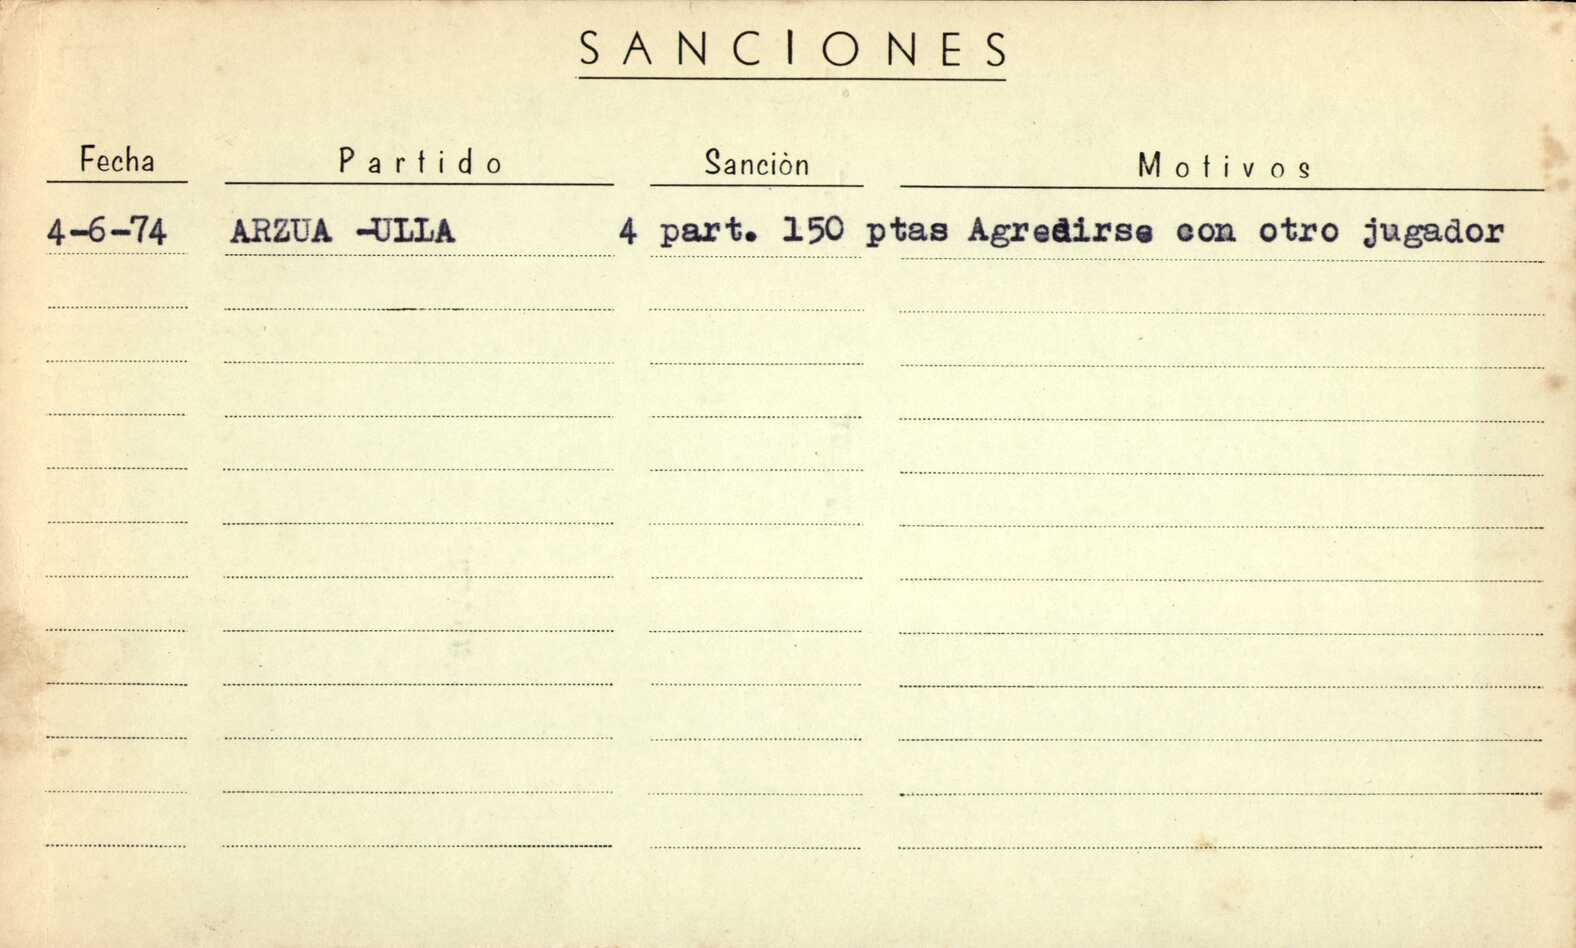 SANCIONES
Fecha Partido Sanciòn Motivos
4-6-74 ARZUA -ULLA 4 part. 150 ptas Agredirse con otro jugador